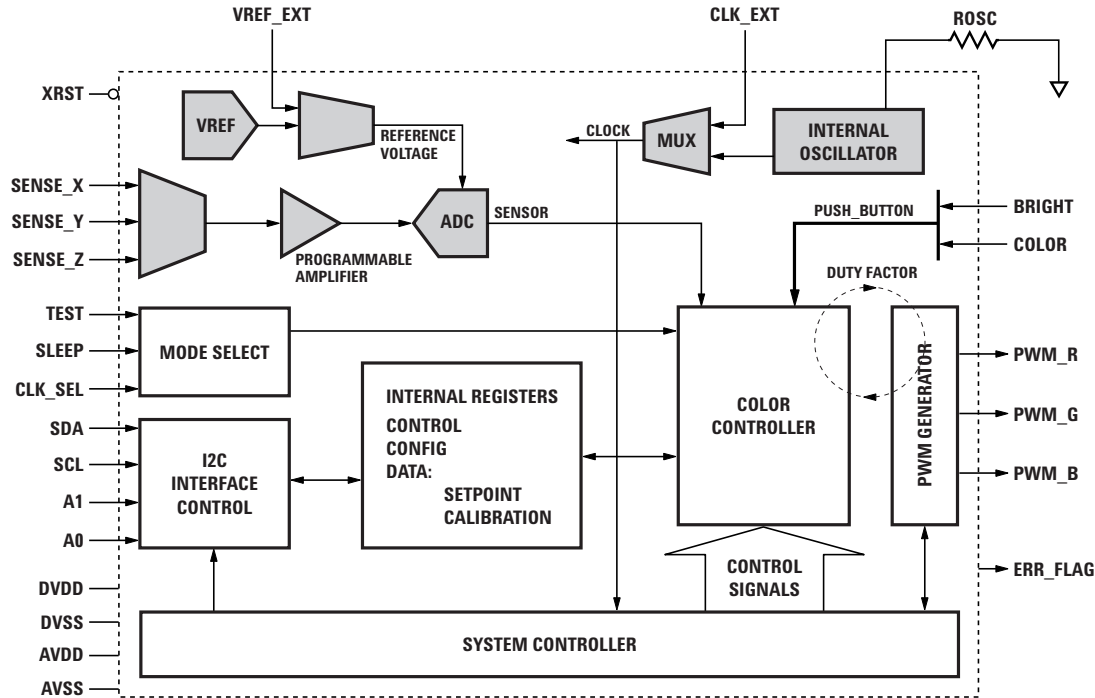 VREF_EXT
CLK_EXT
ROSC
XRST
VREF
REFERENCE
VOLTAGE
CLOCK
MUX
INTERNAL
OSCILLATOR
SENSE_X
SENSE_Y
SENSE_Z
PROGRAMMABLE
AMPLIFIER
ADC
SENSOR
PUSH_BUTTON
BRIGHT
COLOR
DUTY FACTOR
TEST
SLEEP
CLK_SEL
MODE SELECT
INTERNAL REGISTERS
CONTROL
CONFIG
DATA:
SETPOINT
CALIBRATION
COLOR
CONTROLLER
PWM GENERATOR
PWM_R
PWM_G
PWM_B
SDA
SCL
A1
A0
I2C
INTERFACE
CONTROL
CONTROL
SIGNALS
ERR_FLAG
DVDD
DVSS
AVDD
AVSS
SYSTEM CONTROLLER